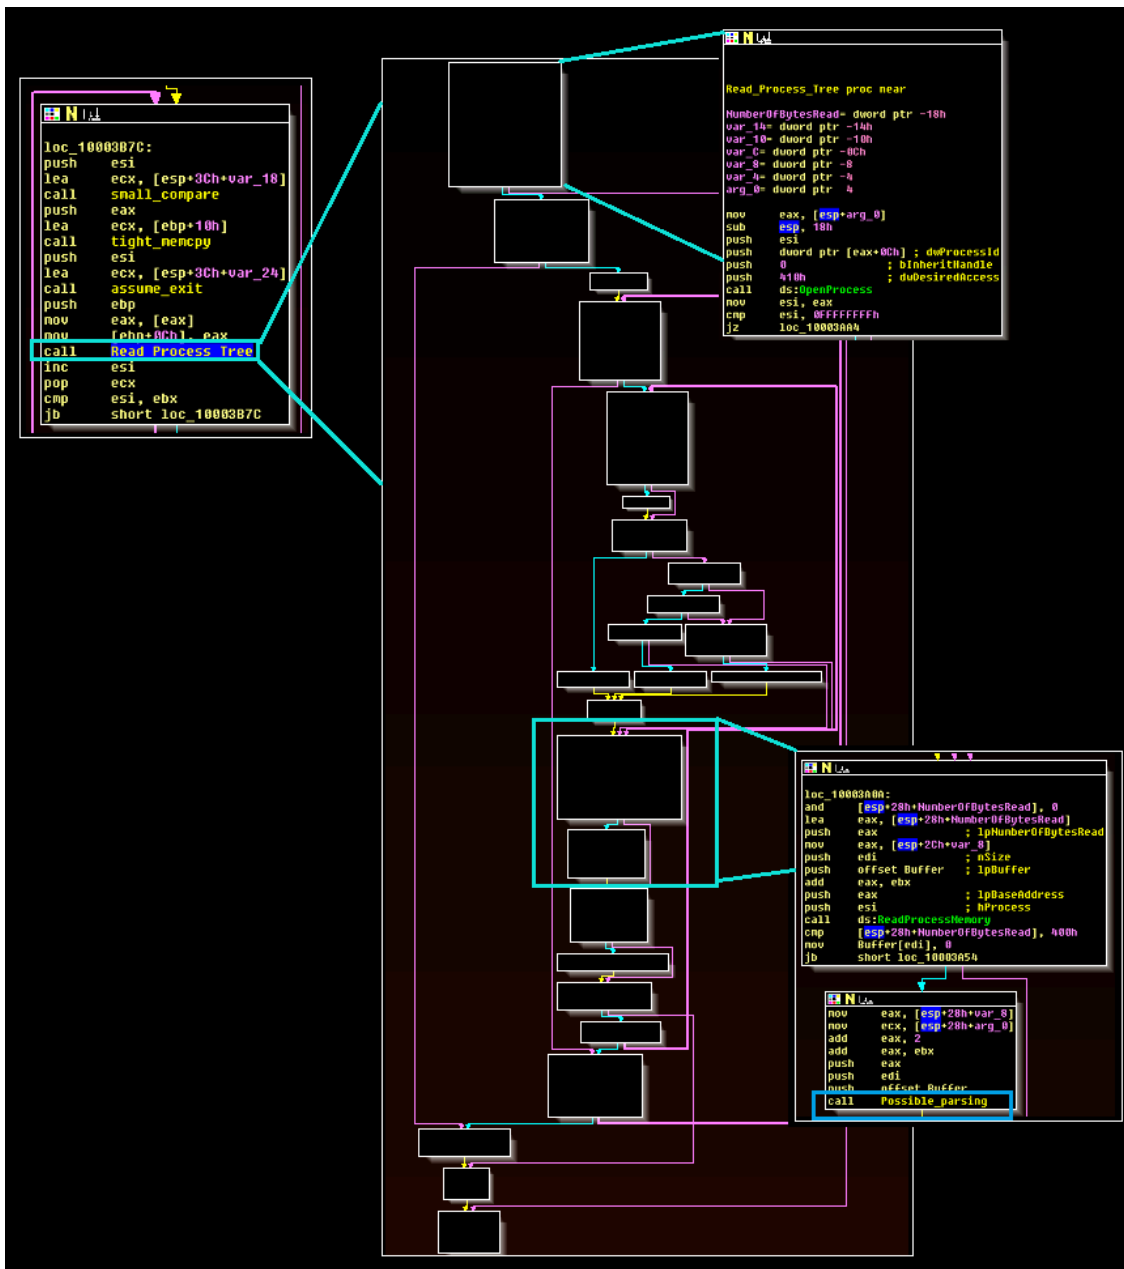 loc_10003B7C:
push esi
lea ecx, [esp+3Ch+var_18]
call small_compare
push eax
lea ecx, [ebp+10h]
call tight_memcpy
push esi
lea ecx, [esp+3Ch+var_24]
call assume_exit
push ebp
mov eax, [eax]
mov [ebp+0Ch], eax
call Read_Process_Tree
inc esi
pop ecx
cmp esi, ebx
jb short loc_10003B7C
Read_Process_Tree proc near
NumberOfBytesRead= dword ptr -18h
var_14= dword ptr -14h
var_10= dword ptr -10h
var_C= dword ptr -0Ch
var_8= dword ptr -8
var_4= dword ptr -4
arg_0= dword ptr 4
mov eax, [esp+arg_0]
sub esp, 18h
push esi
push dword ptr [eax+0Ch] ; dwProcessId
push 0 ; bInheritHandle
push 410h ; dwDesiredAccess
call ds:OpenProcess
mov esi, eax
cmp esi, 0FFFFFFFFh
jz loc_10003AA4
loc_10003A0A:
and [esp+28h+NumberOfBytesRead], 0
lea eax, [esp+28h+NumberOfBytesRead]
push eax ; lpNumberOfBytesRead
mov eax, [esp+2Ch+var_8]
push edi ; nSize
push offset Buffer ; lpBuffer
add eax, ebx
push eax ; lpBaseAddress
push esi ; hProcess
call ds:ReadProcessMemory
cmp [esp+28h+NumberOfBytesRead], 400h
mov Buffer[edi], 0
jb short loc_10003A54
mov eax, [esp+28h+var_8]
mov ecx, [esp+28h+arg_0]
add eax, 2
add eax, ebx
push eax
push edi
push offset Buffer
call Possible_parsing